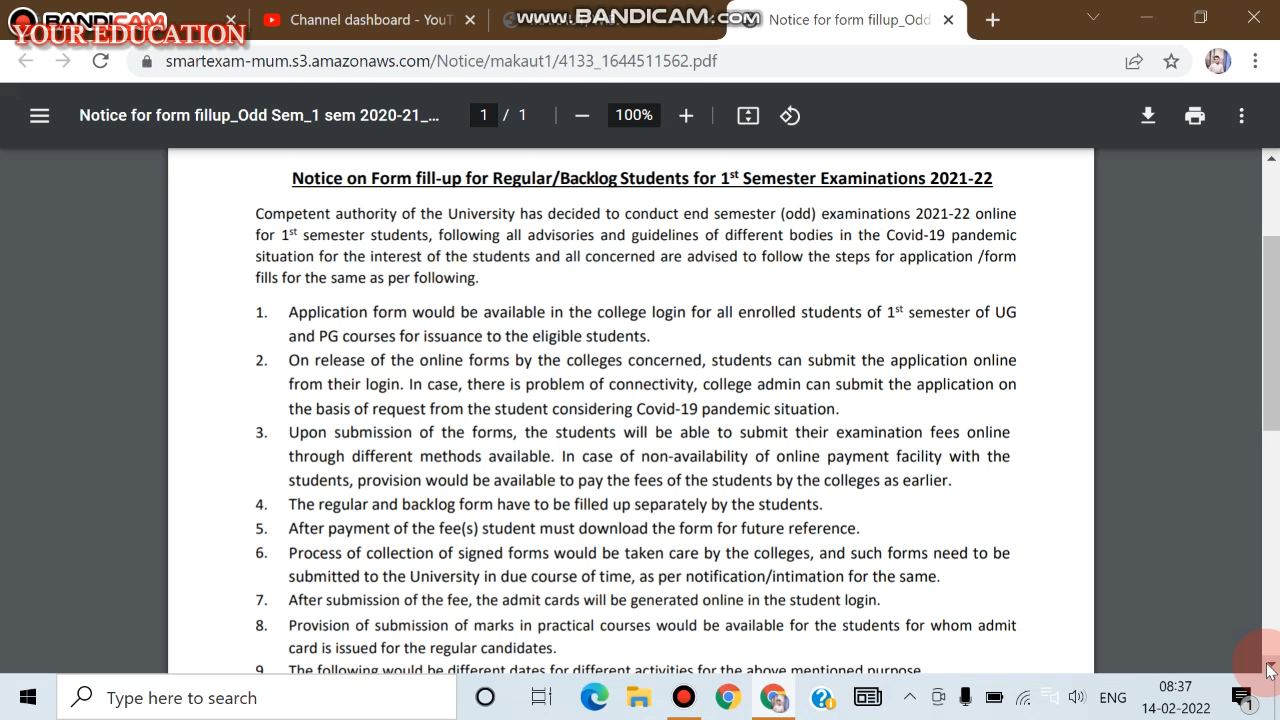 BANDICAM
YOUR EDUCATION
Channel dashboard - YouT
www.BANDICAM.com
Notice for form fillup_Odd
smartexam-mum.s3.amazonaws.com/Notice/makaut1/4133_1644511562.pdf
Notice for form fillup_Odd Sem_1 sem 2020-21_...
1 / 1
100%
Notice on Form fill-up for Regular/Backlog Students for 1st Semester Examinations 2021-22
Competent authority of the University has decided to conduct end semester (odd) examinations 2021-22 online
for 1st semester students, following all advisories and guidelines of different bodies in the Covid-19 pandemic
situation for the interest of the students and all concerned are advised to follow the steps for application /form
fills for the same as per following.
1. Application form would be available in the college login for all enrolled students of 1st semester of UG
and PG courses for issuance to the eligible students.
2. On release of the online forms by the colleges concerned, students can submit the application online
from their login. In case, there is problem of connectivity, college admin can submit the application on
the basis of request from the student considering Covid-19 pandemic situation.
3. Upon submission of the forms, the students will be able to submit their examination fees online
through different methods available. In case of non-availability of online payment facility with the
students, provision would be available to pay the fees of the students by the colleges as earlier.
4. The regular and backlog form have to be filled up separately by the students.
5. After payment of the fee(s) student must download the form for future reference.
6. Process of collection of signed forms would be taken care by the colleges, and such forms need to be
submitted to the University in due course of time, as per notification/intimation for the same.
7. After submission of the fee, the admit cards will be generated online in the student login.
8. Provision of submission of marks in practical courses would be available for the students for whom admit
card is issued for the regular candidates.
9. The following would be different dates for different activities for the above mentioned purpose
Type here to search
ENG
08:37
14-02-2022
1